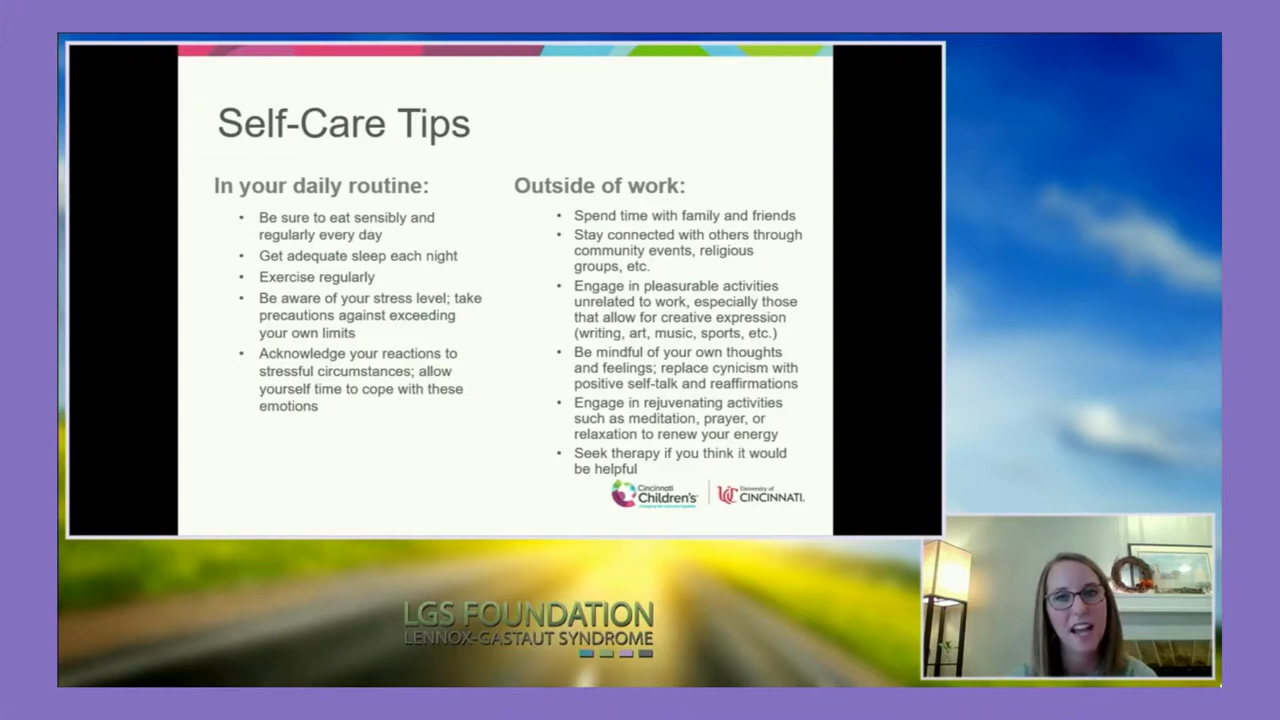 Self-Care Tips
In your daily routine:
• Be sure to eat sensibly and
regularly every day
• Get adequate sleep each night
• Exercise regularly
• Be aware of your stress level; take
precautions against exceeding
your own limits
• Acknowledge your reactions to
stressful circumstances; allow
yourself time to cope with these
emotions
Outside of work:
• Spend time with family and friends
• Stay connected with others through
community events, religious
groups, etc.
• Engage in pleasurable activities
unrelated to work, especially those
that allow for creative expression
(writing, art, music, sports, etc.)
• Be mindful of your own thoughts
and feelings; replace cynicism with
positive self-talk and reaffirmations
• Engage in rejuvenating activities
such as meditation, prayer, or
relaxation to renew your energy
• Seek therapy if you think it would
be helpful
Cincinnati
Children's
University of
CINCINNATI
LGS FOUNDATION
LENNOX-GASTAUT SYNDROME